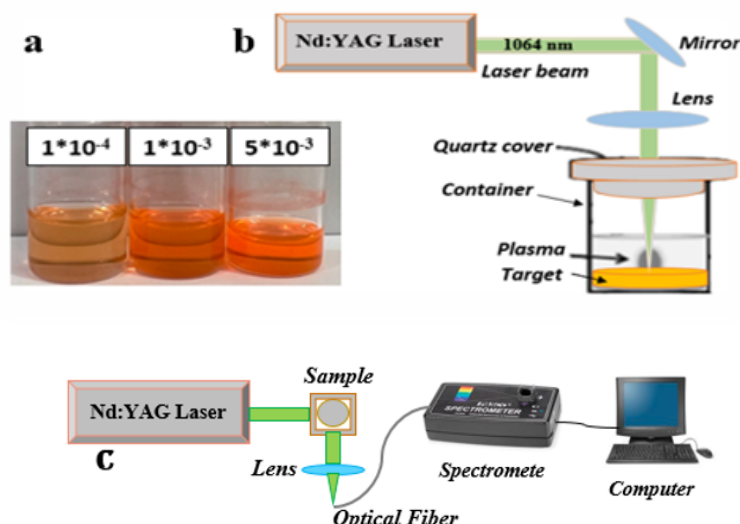 a
b
Nd:YAG Laser
1064 nm
Mirror
Laser beam
Lens
1*10⁻⁴
1*10⁻³
5*10⁻³
Quartz cover
Container
Plasma
Target
Sample
Nd:YAG Laser
SPECTROMETER
c
Lens
Spectromete
Computer
Optical Fiber